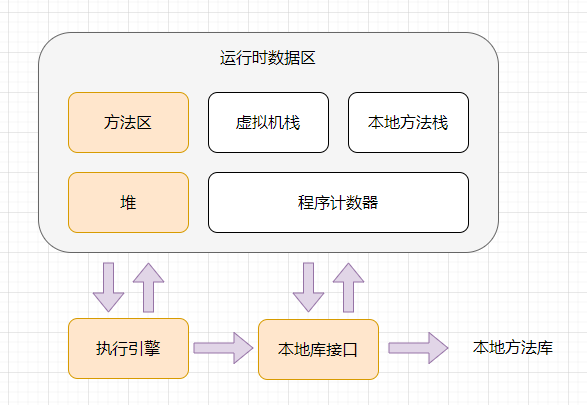 运行时数据区
方法区
虚拟机栈
本地方法栈
堆
程序计数器
执行引擎
本地库接口
本地方法库